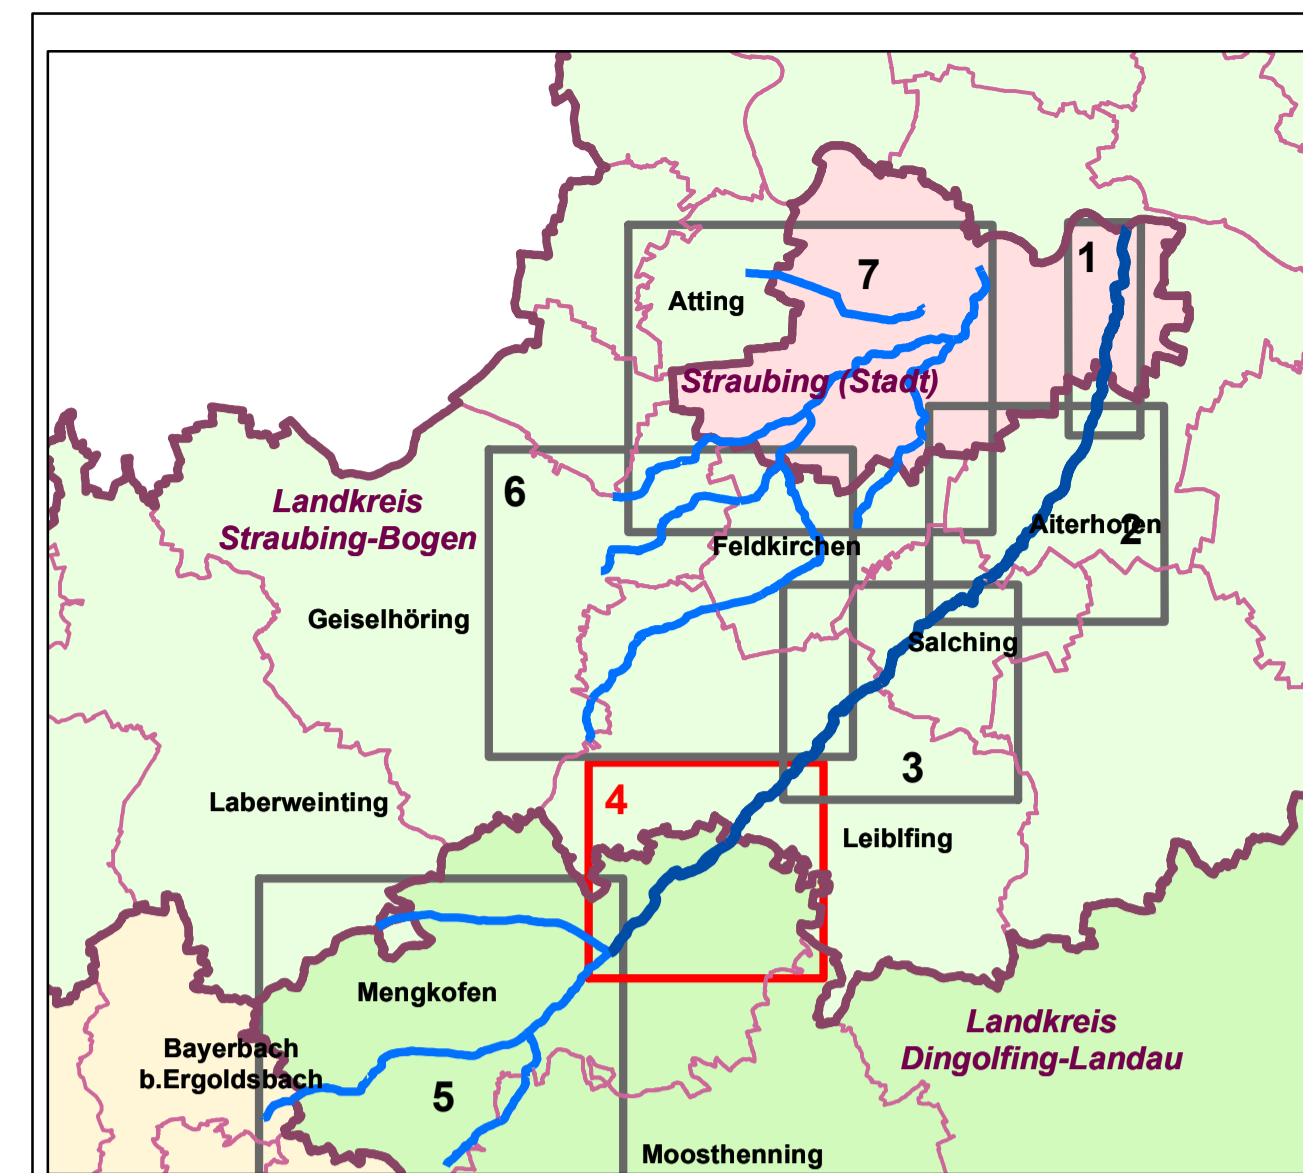 1
7
Atting
Straubing (Stadt)
6
Landkreis
Straubing-Bogen
Aiterhofen
2
Feldkirchen
Geiselhöring
Salching
3
4
Laberweinting
Leiblfing
Mengkofen
Landkreis
Dingolfing-Landau
Bayerbach
b.Ergoldsbach
5
Moosthenning